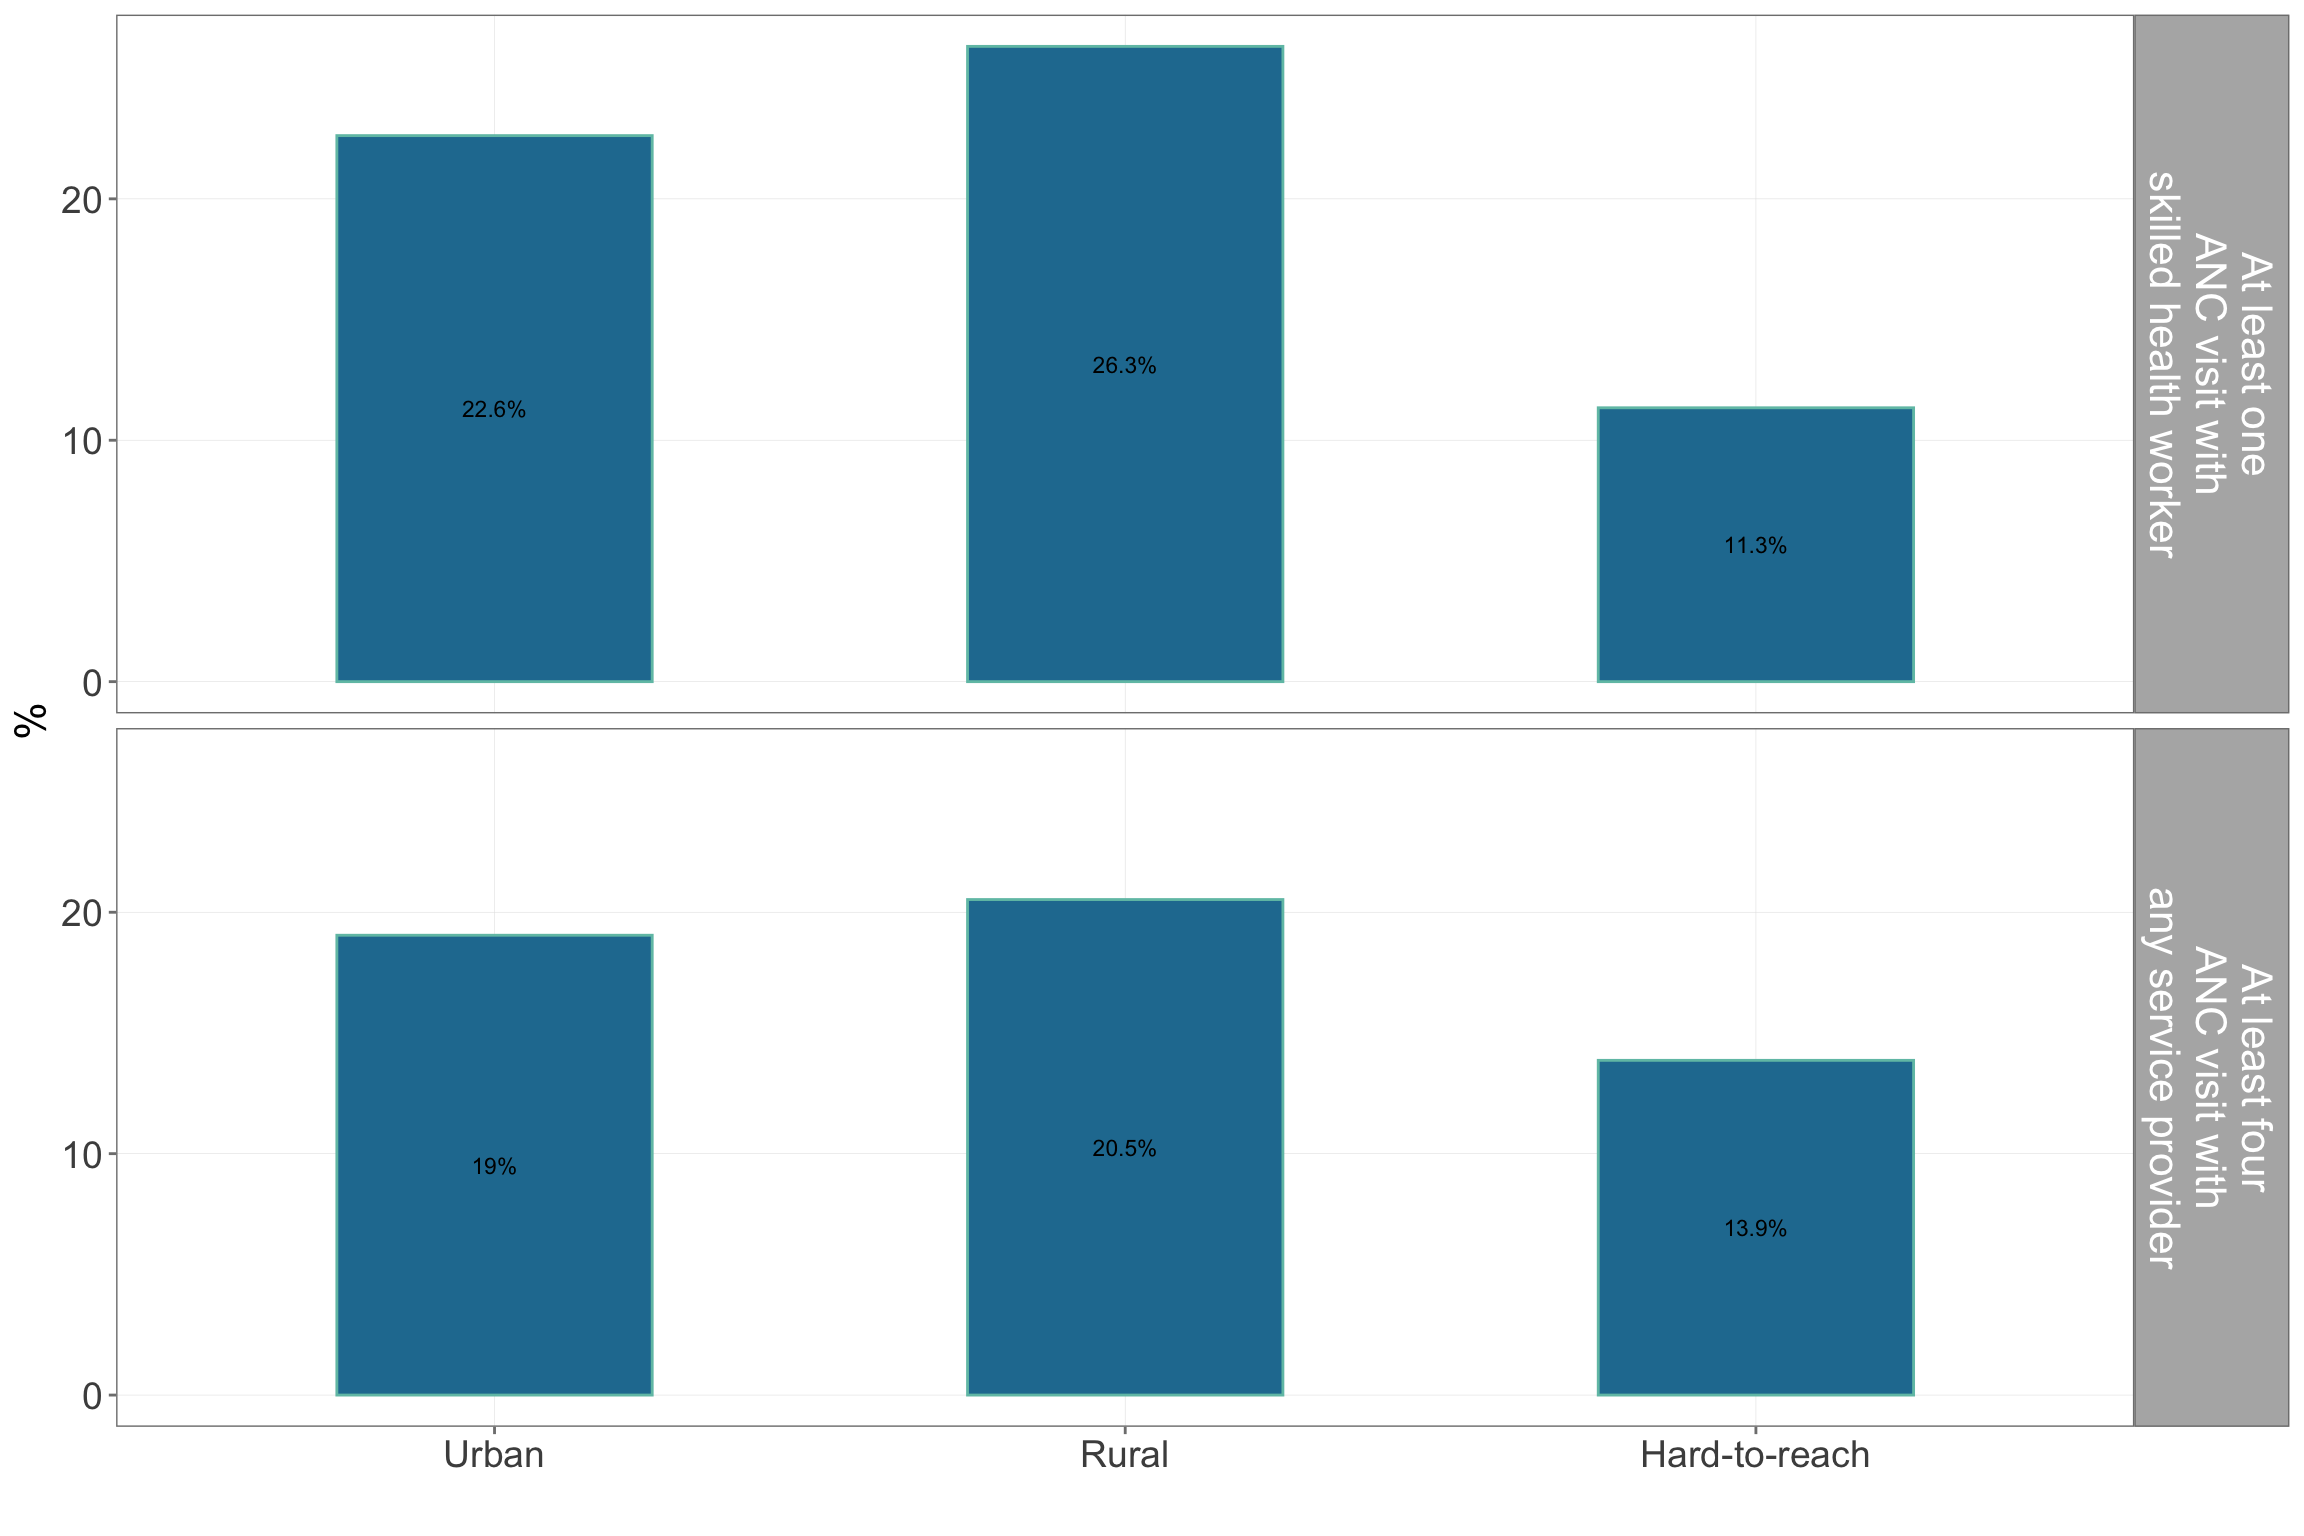 %
20
10
0
22.6%
26.3%
11.3%
At least one
ANC visit with
skilled health worker
20
10
0
19%
20.5%
13.9%
At least four
ANC visit with
any service provider
Urban
Rural
Hard-to-reach